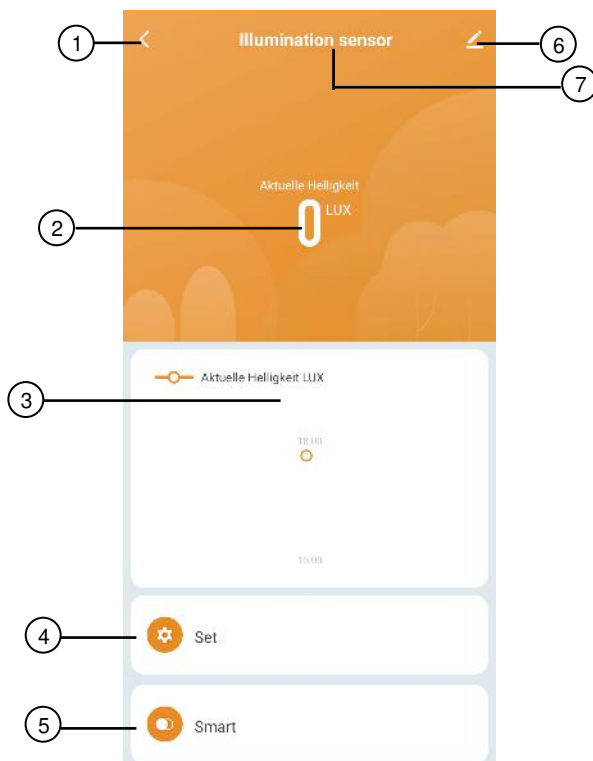 1
Illumination sensor
6
7
Aktuelle Helligkeit
0 LUX
2
Aktuelle Helligkeit LUX
3
18:00
15:00
4
Set
5
Smart